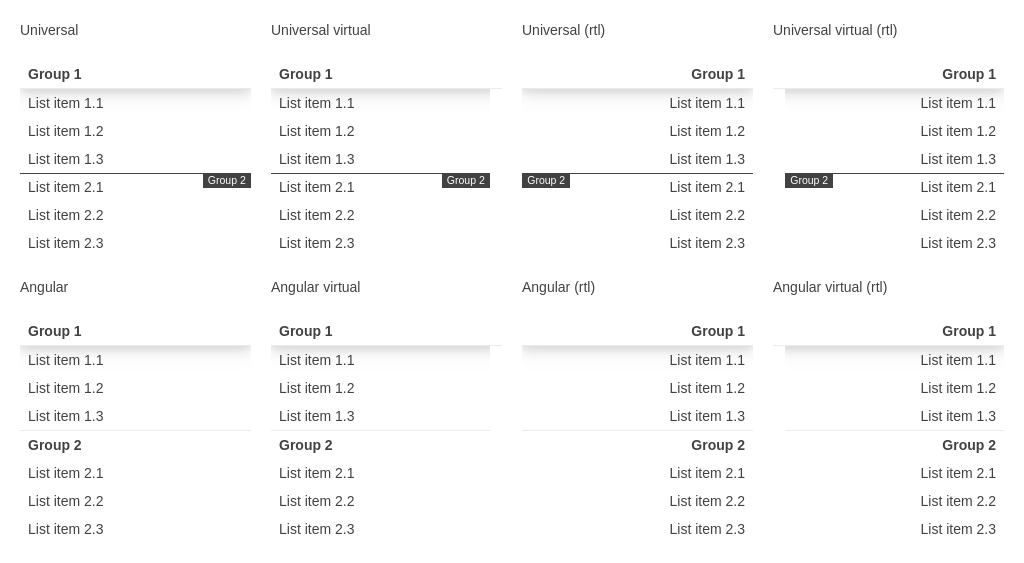 Universal
Group 1
List item 1.1
List item 1.2
List item 1.3
Group 2
List item 2.1
List item 2.2
List item 2.3
Universal virtual
Group 1
List item 1.1
List item 1.2
List item 1.3
Group 2
List item 2.1
List item 2.2
List item 2.3
Universal (rtl)
Group 1
List item 1.1
List item 1.2
List item 1.3
Group 2
List item 2.1
List item 2.2
List item 2.3
Universal virtual (rtl)
Group 1
List item 1.1
List item 1.2
List item 1.3
Group 2
List item 2.1
List item 2.2
List item 2.3
Angular
Group 1
List item 1.1
List item 1.2
List item 1.3
Group 2
List item 2.1
List item 2.2
List item 2.3
Angular virtual
Group 1
List item 1.1
List item 1.2
List item 1.3
Group 2
List item 2.1
List item 2.2
List item 2.3
Angular (rtl)
Group 1
List item 1.1
List item 1.2
List item 1.3
Group 2
List item 2.1
List item 2.2
List item 2.3
Angular virtual (rtl)
Group 1
List item 1.1
List item 1.2
List item 1.3
Group 2
List item 2.1
List item 2.2
List item 2.3